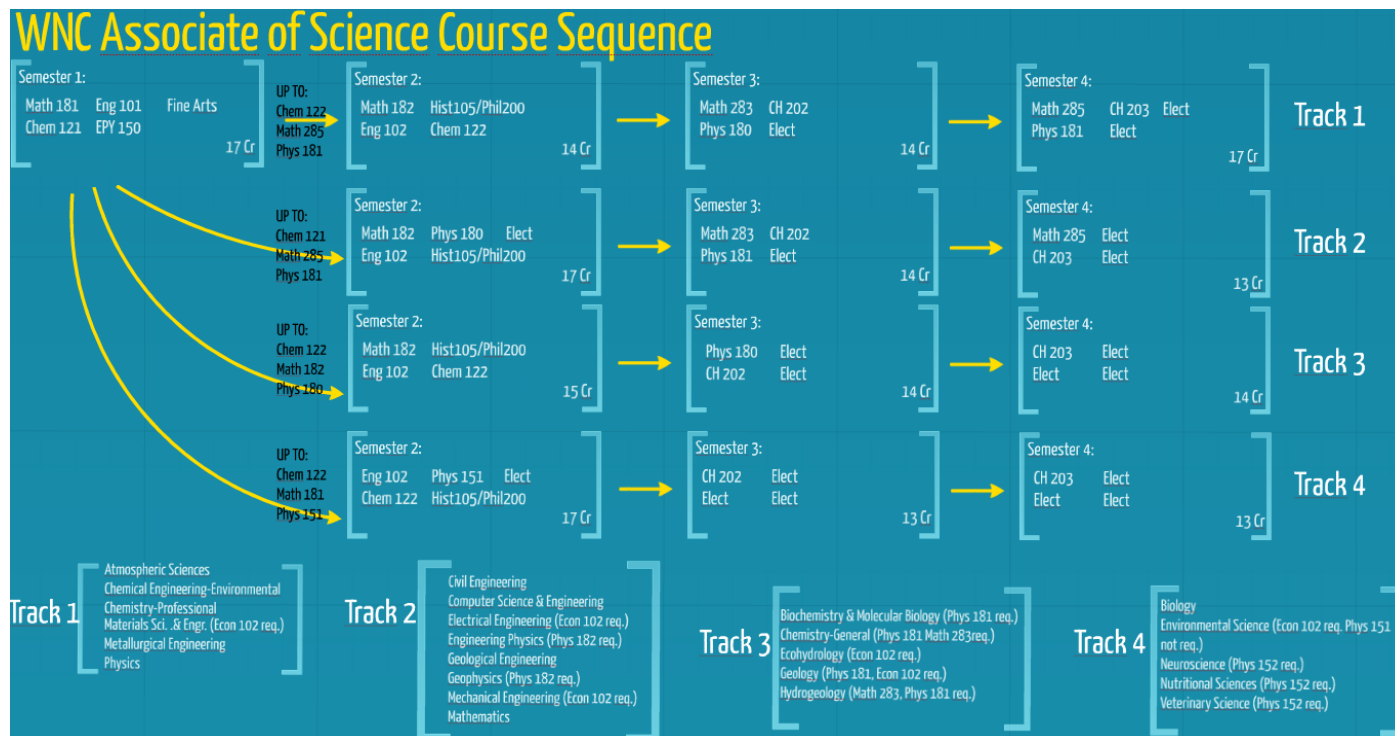 WNC Associate of Science Course Sequence
Semester 1:
Math 181 Eng 101 Fine Arts
Chem 121 EPY 150
17 Cr
UP TO:
Chem 122
Math 285
Phys 181
Semester 2:
Math 182 Hist105/Phil200
Eng 102 Chem 122
14 Cr
Semester 3:
Math 283 CH 202
Phys 180 Elect
14 Cr
Semester 4:
Math 285 CH 203 Elect
Phys 181 Elect
17 Cr
Track 1
UP TO:
Chem 121
Math 285
Phys 181
Semester 2:
Math 182 Phys 180 Elect
Eng 102 Hist105/Phil200
17 Cr
Semester 3:
Math 283 CH 202
Phys 181 Elect
14 Cr
Semester 4:
Math 285 Elect
CH 203 Elect
13 Cr
Track 2
UP TO:
Chem 122
Math 182
Phys 180
Semester 2:
Math 182 Hist105/Phil200
Eng 102 Chem 122
15 Cr
Semester 3:
Phys 180 Elect
CH 202 Elect
14 Cr
Semester 4:
CH 203 Elect
Elect Elect
14 Cr
Track 3
UP TO:
Chem 122
Math 181
Phys 151
Semester 2:
Eng 102 Phys 151 Elect
Chem 122 Hist105/Phil200
17 Cr
Semester 3:
CH 202 Elect
Elect Elect
13 Cr
Semester 4:
CH 203 Elect
Elect Elect
13 Cr
Track 4
Track 1
Atmospheric Sciences
Chemical Engineering-Environmental
Chemistry-Professional
Materials Sci. .& Engr. (Econ 102 req.)
Metallurgical Engineering
Physics
Track 2
Civil Engineering
Computer Science & Engineering
Electrical Engineering (Econ 102 req.)
Engineering Physics (Phys 182 req.)
Geological Engineering
Geophysics (Phys 182 req.)
Mechanical Engineering (Econ 102 req.)
Mathematics
Track 3
Biochemistry & Molecular Biology (Phys 181 req.)
Chemistry-General (Phys 181 Math 283req.)
Ecohydrology (Econ 102 req.)
Geology (Phys 181, Econ 102 req.)
Hydrogeology (Math 283, Phys 181 req.)
Track 4
Biology
Environmental Science (Econ 102 req. Phys 151
not req.)
Neuroscience (Phys 152 req.)
Nutritional Sciences (Phys 152 req.)
Veterinary Science (Phys 152 req.)